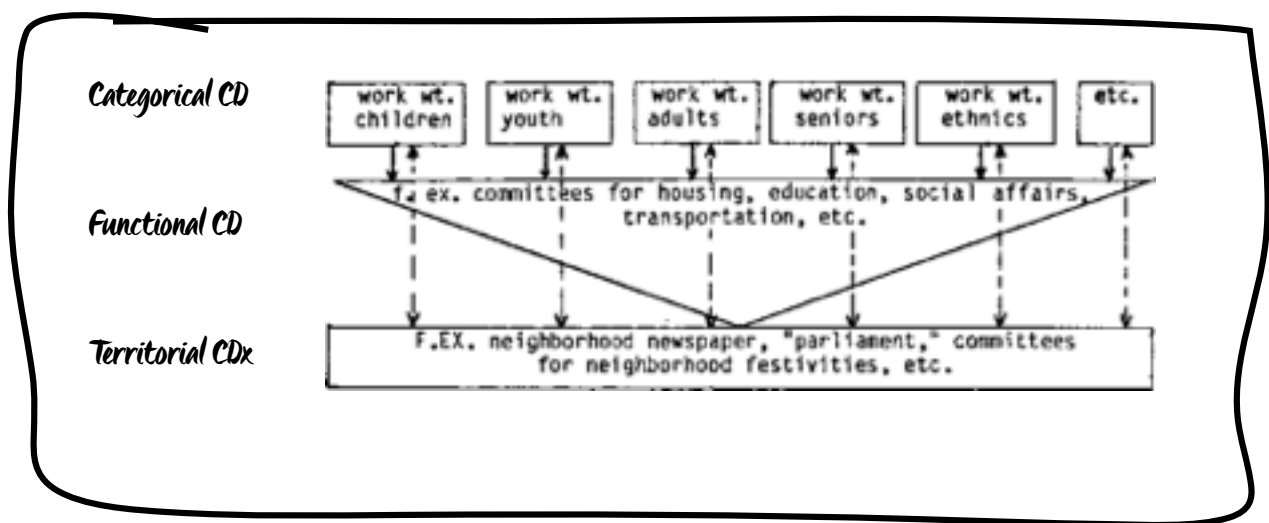 Categorical CD
work wt.
children
work wt.
youth
work wt.
adults
work wt.
seniors
work wt.
ethnics
etc.
Functional CD
f. ex. committees for housing, education, social affairs,
transportation, etc.
Territorial CDx
F.EX. neighborhood newspaper, "parliament," committees
for neighborhood festivities, etc.